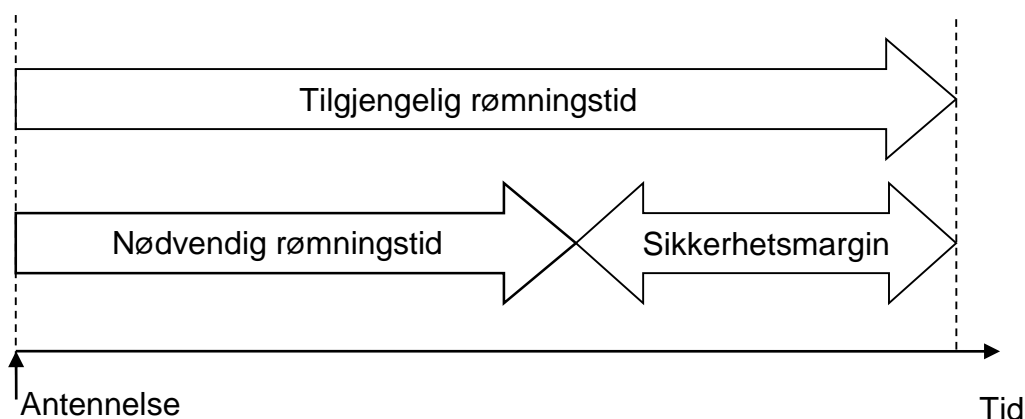 Tilgjengelig rømningstid
Nødvendig rømningstid
Sikkerhetsmargin
Antennelse
Tid